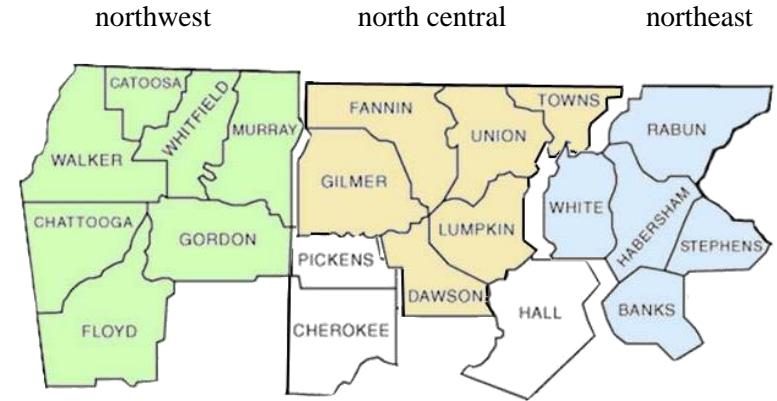 northwest north central northeast
CATOOSA
WHITFIELD
FANNIN
TOWNS
MURRAY
UNION
RABUN
WALKER
GILMER
CHATTOOGA
GORDON
LUMPKIN
WHITE
HABERSHAM
STEPHENS
PICKENS
DAWSON
FLOYD
CHEROKEE
HALL
BANKS